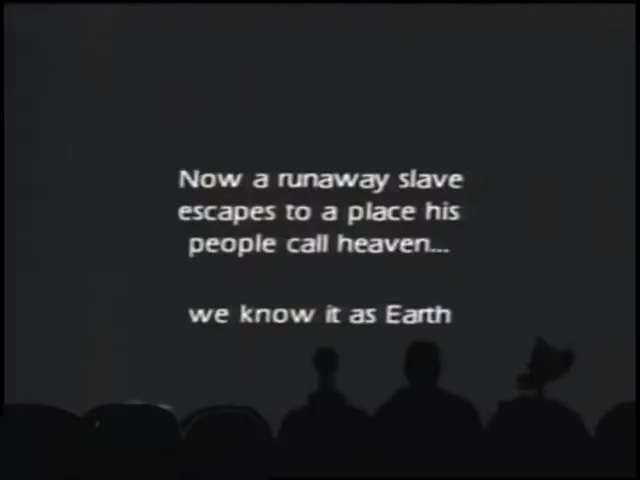 Now a runaway slave
escapes to a place his
people call heaven...
we know it as Earth